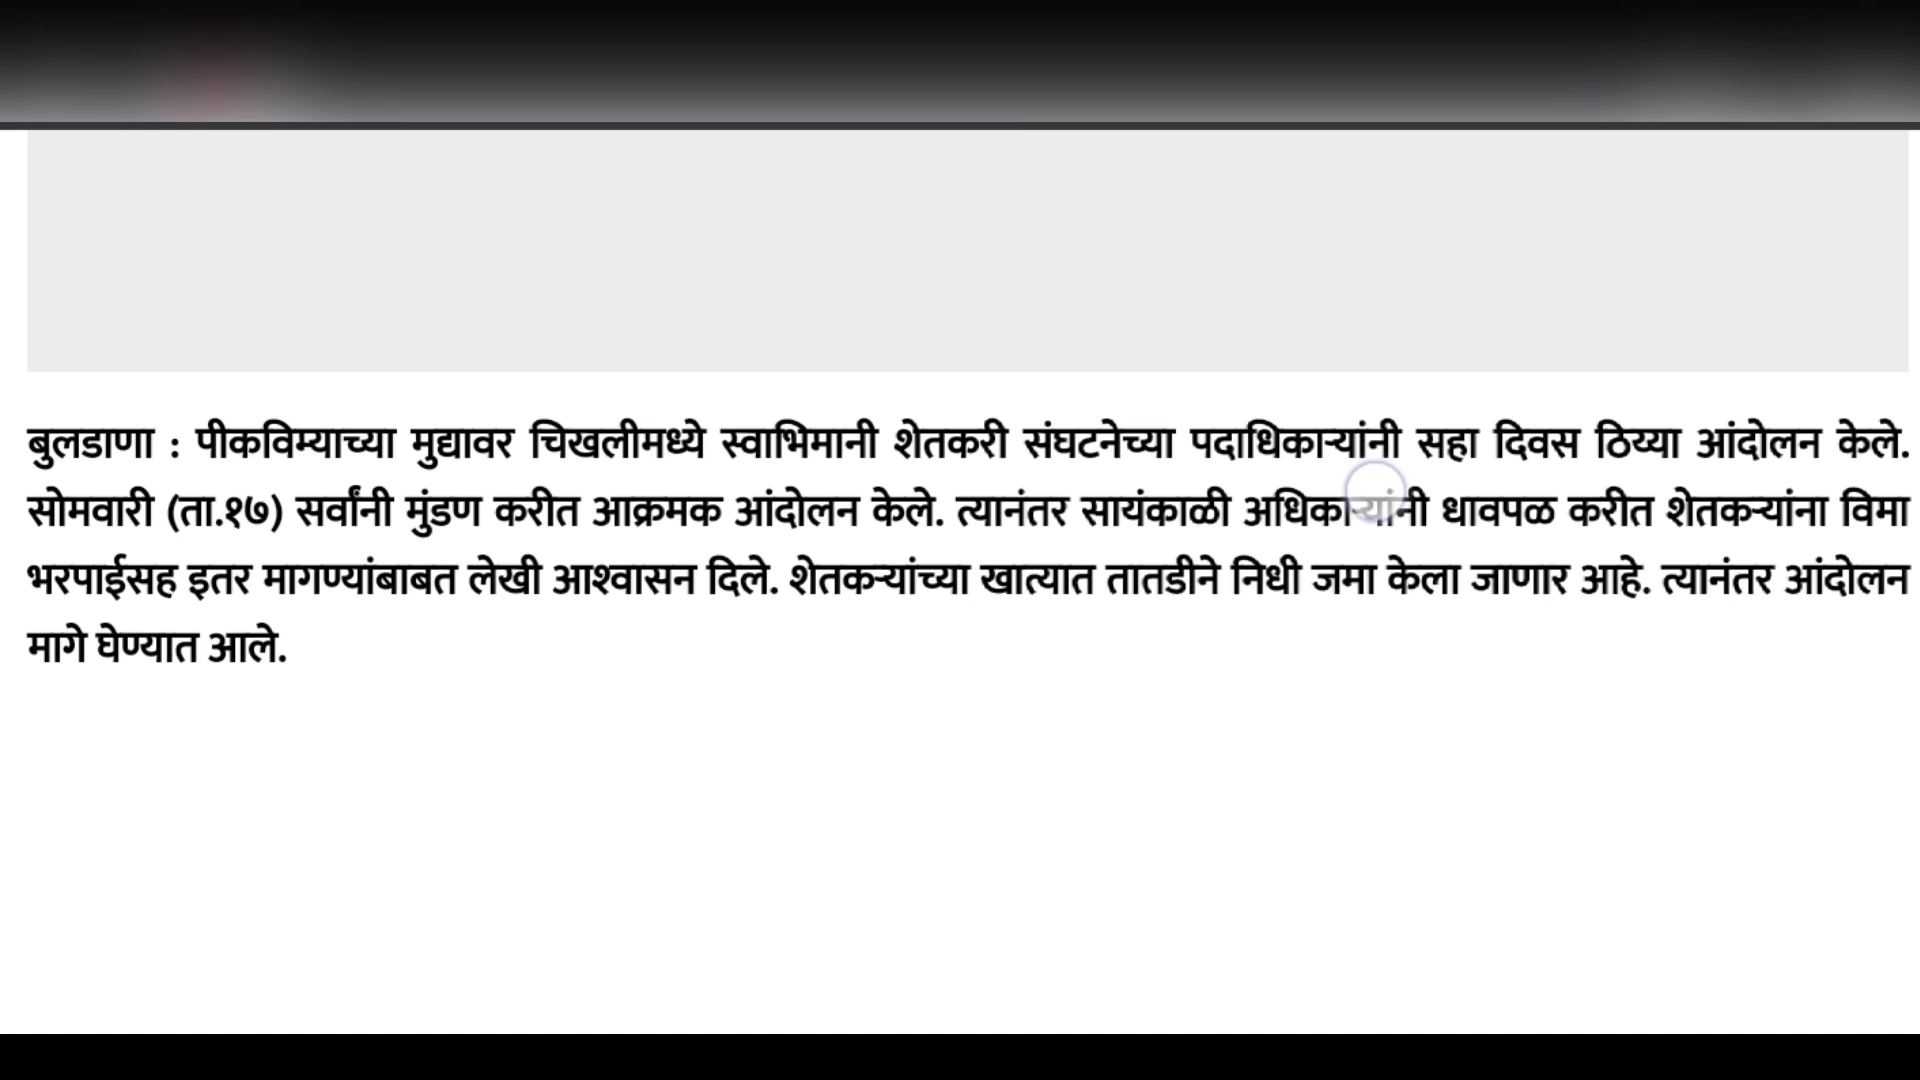 बुलडाणा : पीकविम्याच्या मुद्यावर चिखलीमध्ये स्वाभिमानी शेतकरी संघटनेच्या पदाधिकाऱ्यांनी सहा दिवस ठिय्या आंदोलन केले.
सोमवारी (ता.१७) सर्वांनी मुंडण करीत आक्रमक आंदोलन केले. त्यानंतर सायंकाळी अधिकाऱ्यांनी धावपळ करीत शेतकऱ्यांना विमा
भरपाईसह इतर मागण्यांबाबत लेखी आश्वासन दिले. शेतकऱ्यांच्या खात्यात तातडीने निधी जमा केला जाणार आहे. त्यानंतर आंदोलन
मागे घेण्यात आले.